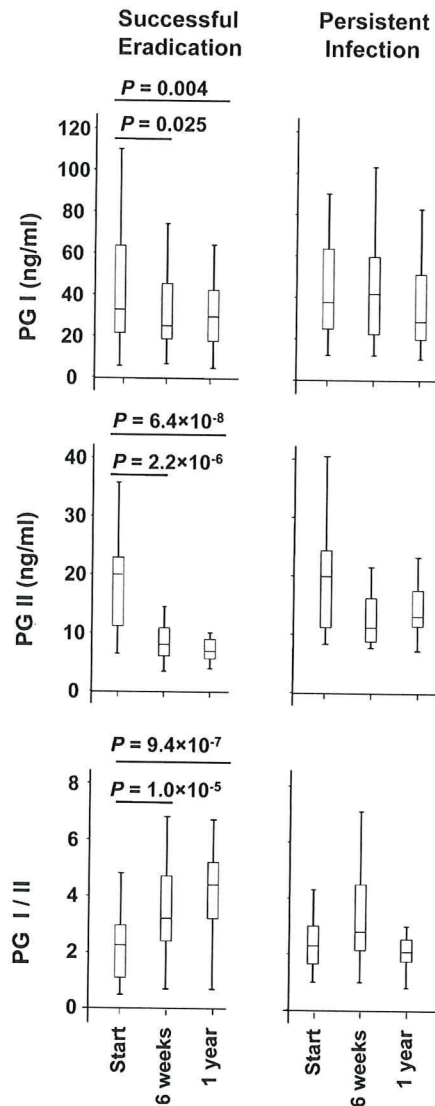 Successful Persistent
Eradication Infection
P = 0.004
P = 0.025
120
100
80
60
40
20
0
PG I (ng/ml)
P = 6.4×10-8
P = 2.2×10-6
40
30
20
10
0
PG II (ng/ml)
P = 9.4×10-7
P = 1.0×10-5
8
6
4
2
0
PG I / II
Start
6 weeks
1 year
Start
6 weeks
1 year